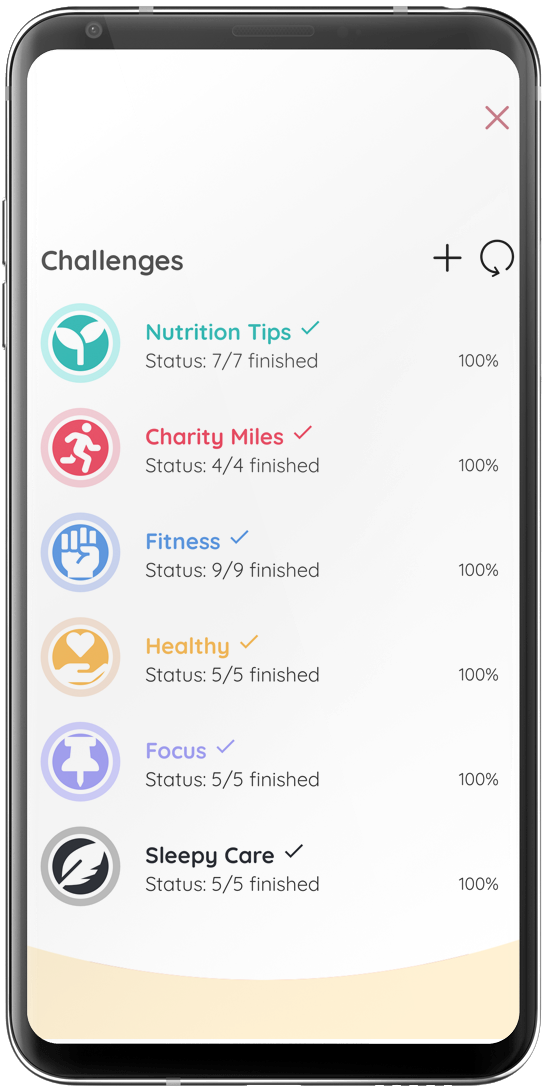 Challenges
Nutrition Tips
Status: 7/7 finished
100%
Charity Miles
Status: 4/4 finished
100%
Fitness
Status: 9/9 finished
100%
Healthy
Status: 5/5 finished
100%
Focus
Status: 5/5 finished
100%
Sleepy Care
Status: 5/5 finished
100%